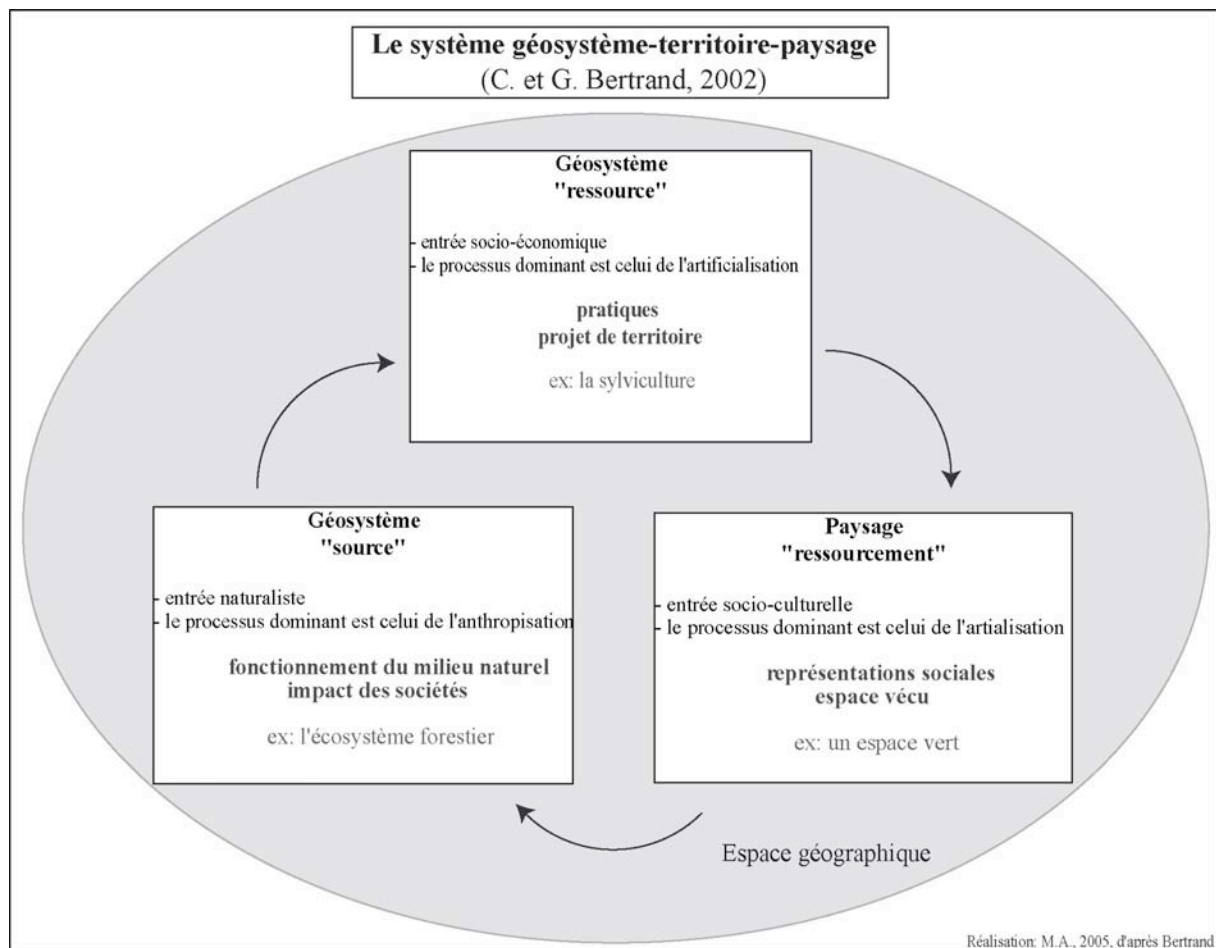 Le système géosystème-territoire-paysage
(C. et G. Bertrand, 2002)
Géosystème
"ressource"
- entrée socio-économique
- le processus dominant est celui de l'artificialisation
pratiques
projet de territoire
ex: la sylviculture
Géosystème
"source"
- entrée naturaliste
- le processus dominant est celui de l'anthropisation
fonctionnement du milieu naturel
impact des sociétés
ex: l'écosystème forestier
Paysage
"ressourcement"
- entrée socio-culturelle
- le processus dominant est celui de l'artialisation
représentations sociales
espace vécu
ex: un espace vert
Espace géographique
Réalisation: M.A., 2005, d'après Bertrand